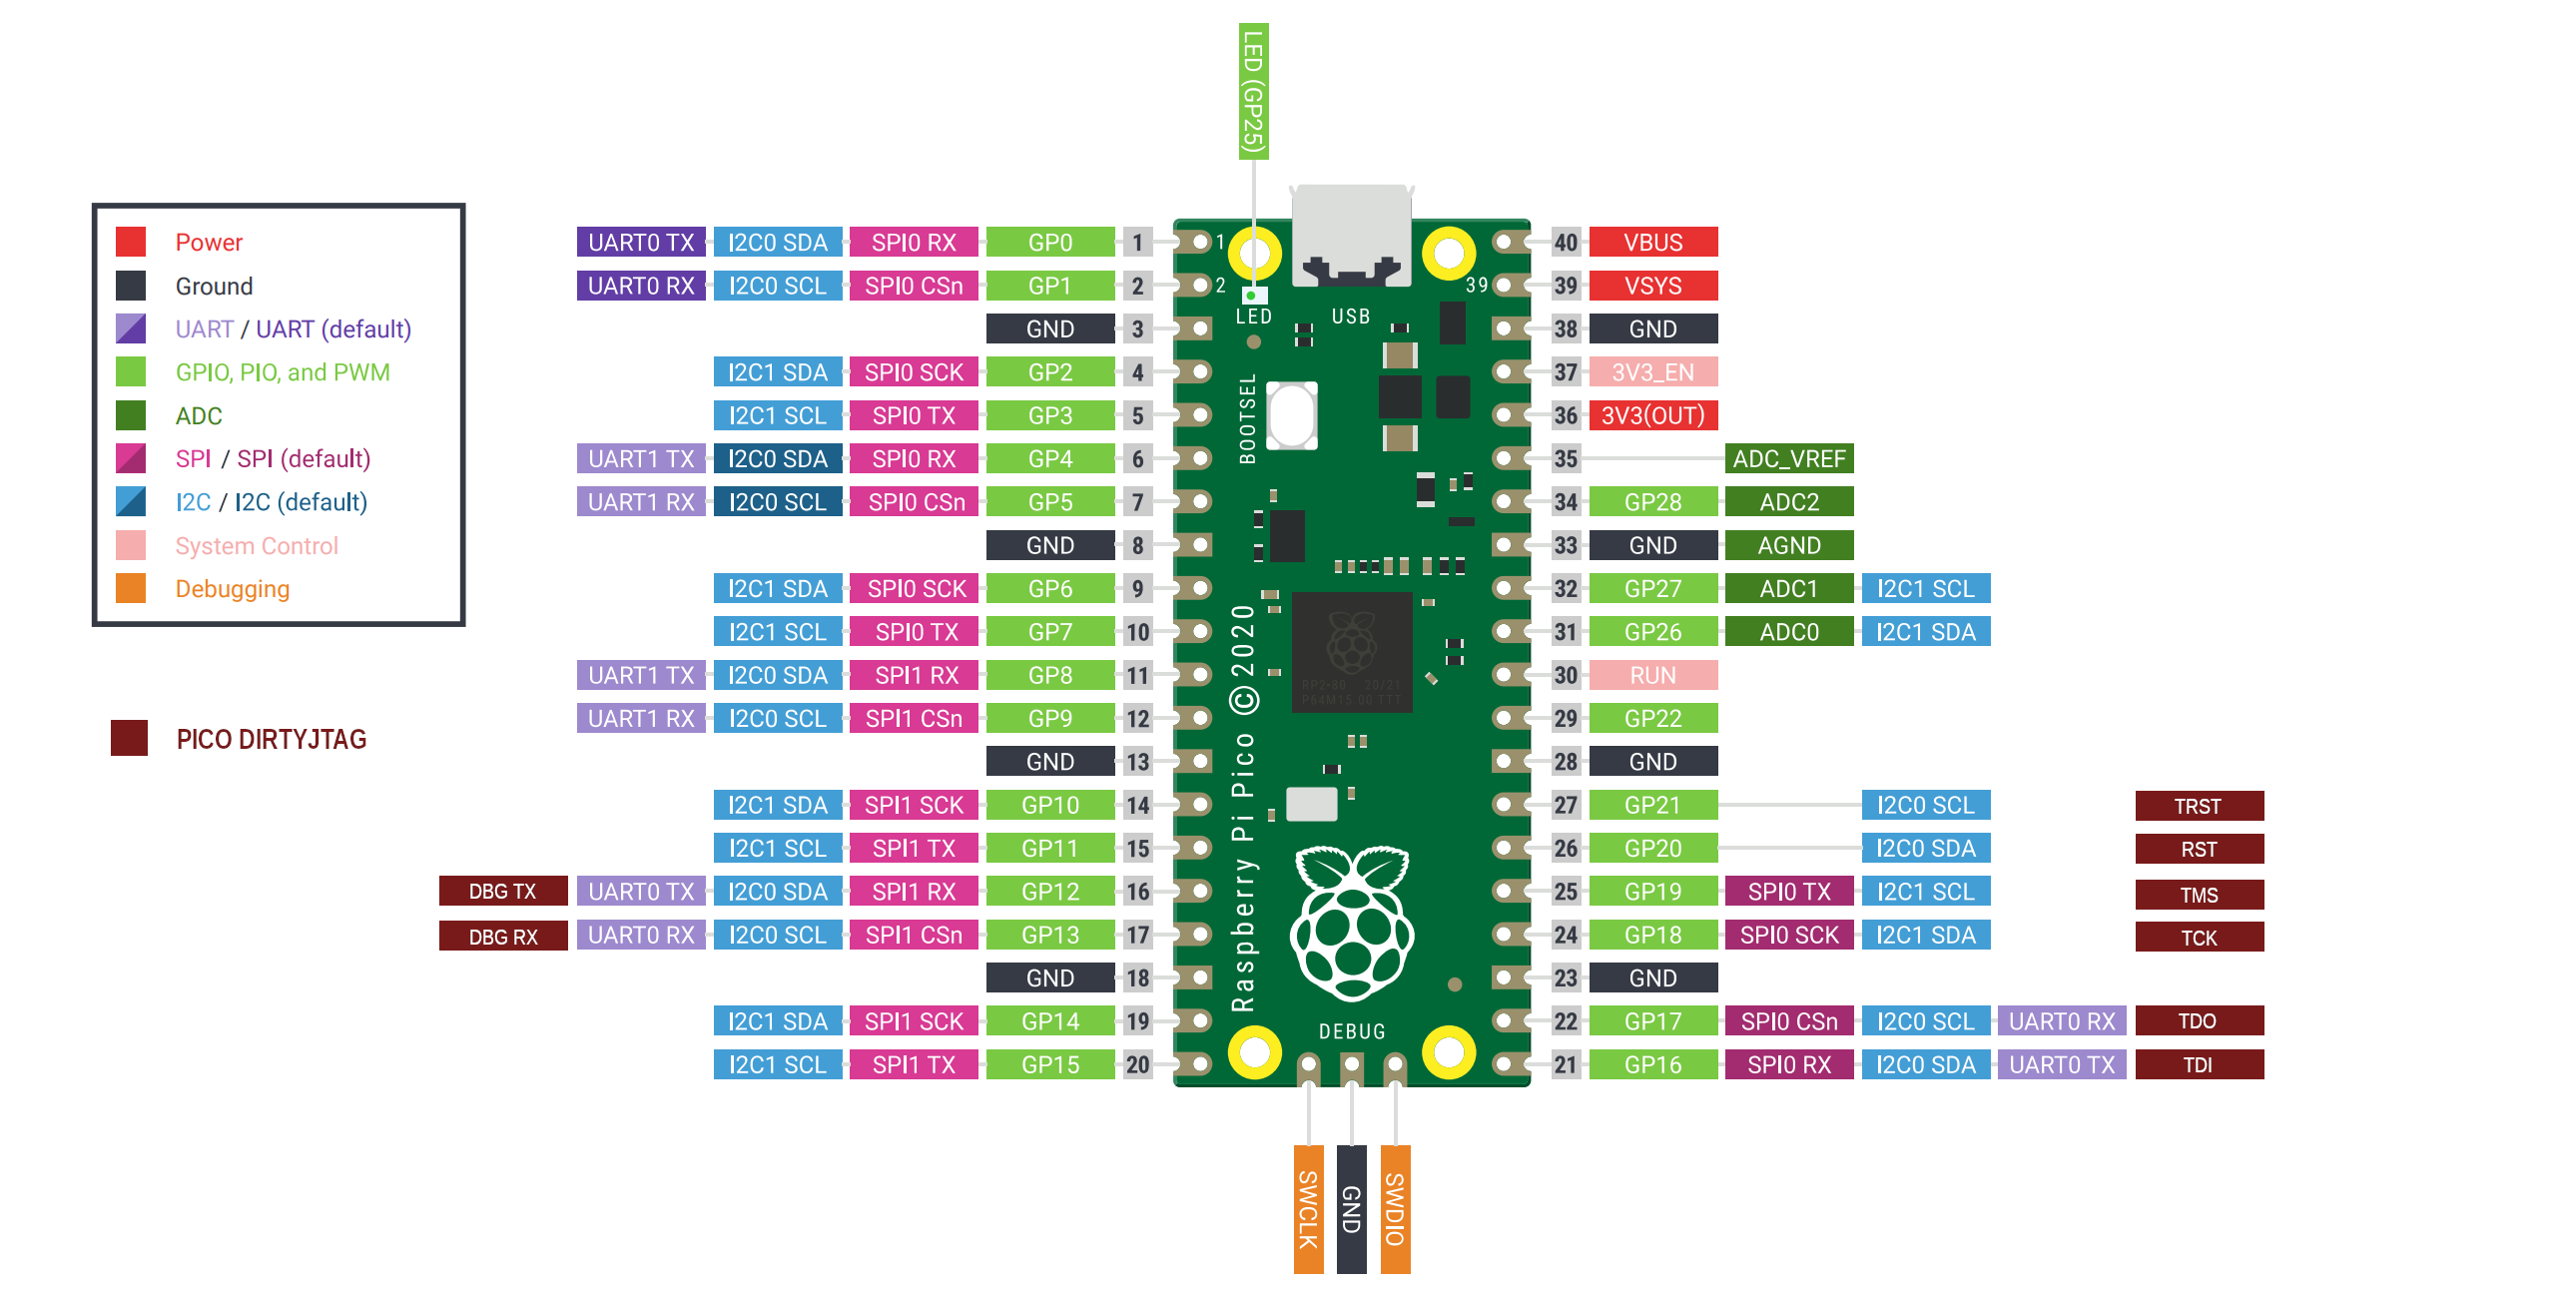 LED (GP25)
Power
Ground
UART / UART (default)
GPIO, PIO, and PWM
ADC
SPI / SPI (default)
I2C / I2C (default)
System Control
Debugging
PICO DIRTYJTAG
UART0 TX I2C0 SDA SPI0 RX GP0 1 1 40 VBUS
UART0 RX I2C0 SCL SPI0 CSn GP1 2 2 39 39 VSYS
LED USB
GND 3 38 GND
I2C1 SDA SPI0 SCK GP2 4 37 3V3_EN
I2C1 SCL SPI0 TX GP3 5 36 3V3(OUT)
BOOTSEL
UART1 TX I2C0 SDA SPI0 RX GP4 6 35 ADC_VREF
UART1 RX I2C0 SCL SPI0 CSn GP5 7 34 GP28 ADC2
GND 8 33 GND AGND
I2C1 SDA SPI0 SCK GP6 9 32 GP27 ADC1 I2C1 SCL
I2C1 SCL SPI0 TX GP7 10 31 GP26 ADC0 I2C1 SDA
UART1 TX I2C0 SDA SPI1 RX GP8 11 30 RUN
RP2-B0 20/21
P64M15.00 TTT
UART1 RX I2C0 SCL SPI1 CSn GP9 12 29 GP22
GND 13 28 GND
Raspberry Pi Pico ©2020
I2C1 SDA SPI1 SCK GP10 14 27 GP21 I2C0 SCL TRST
I2C1 SCL SPI1 TX GP11 15 26 GP20 I2C0 SDA RST
DBG TX UART0 TX I2C0 SDA SPI1 RX GP12 16 25 GP19 SPI0 TX I2C1 SCL TMS
DBG RX UART0 RX I2C0 SCL SPI1 CSn GP13 17 24 GP18 SPI0 SCK I2C1 SDA TCK
GND 18 23 GND
I2C1 SDA SPI1 SCK GP14 19 22 GP17 SPI0 CSn I2C0 SCL UART0 RX TDO
DEBUG
I2C1 SCL SPI1 TX GP15 20 21 GP16 SPI0 RX I2C0 SDA UART0 TX TDI
SWCLK
GND
SWDIO